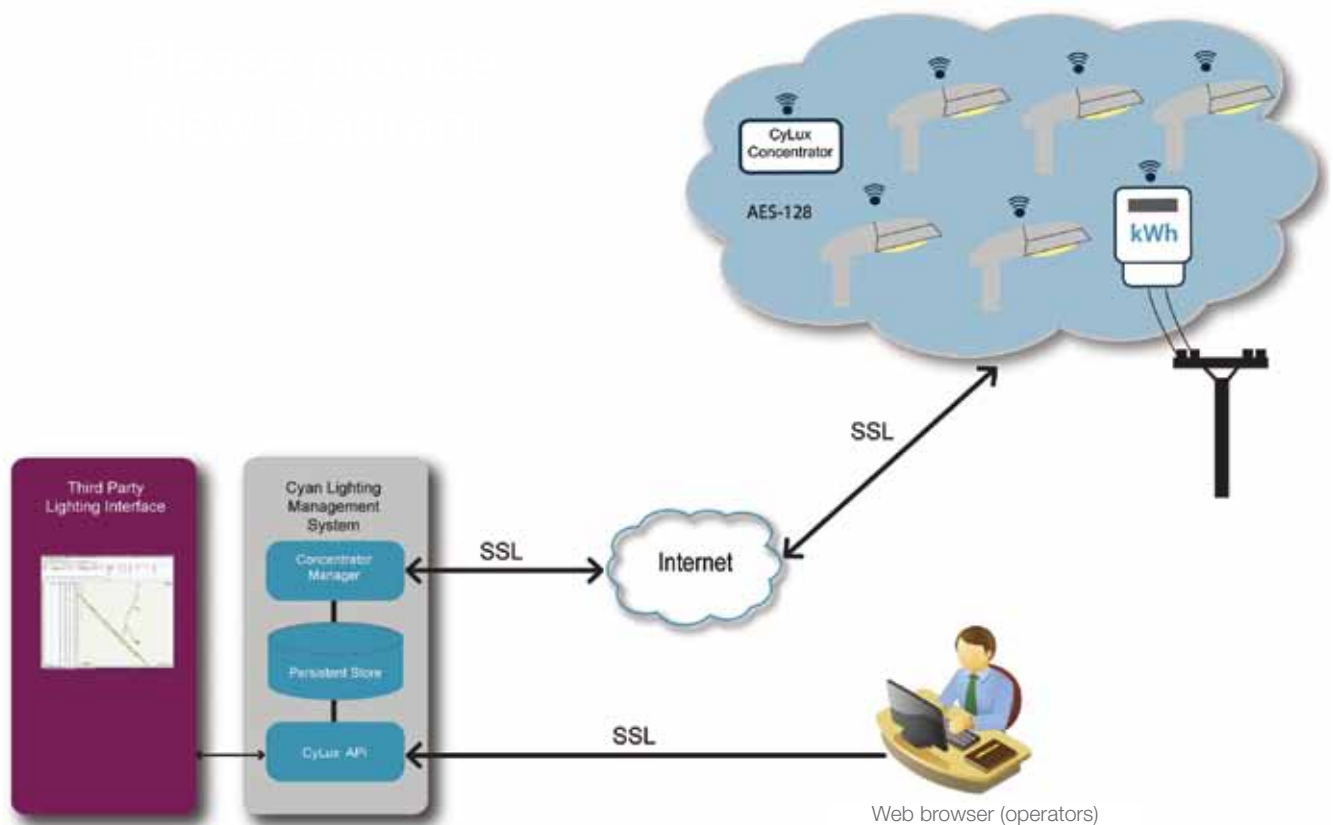 CyLux
Concentrator
AES-128
kWh
SSL
Third Party
Lighting Interface
Cyan Lighting
Management
System
Concentrator
Manager
SSL
Internet
Persistent Store
CyLux API
SSL
Web browser (operators)